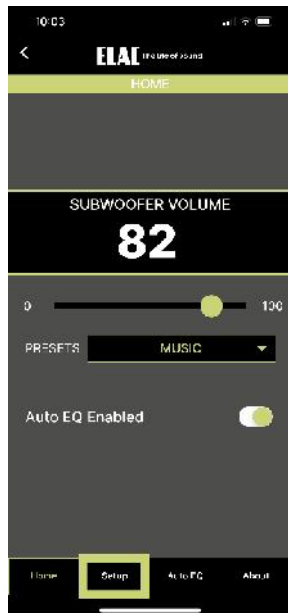 10:03
ELAC The Life of Sound
HOME
SUBWOOFER VOLUME
82
0 100
PRESETS MUSIC
Auto EQ Enabled
Home Setup Auto EQ About